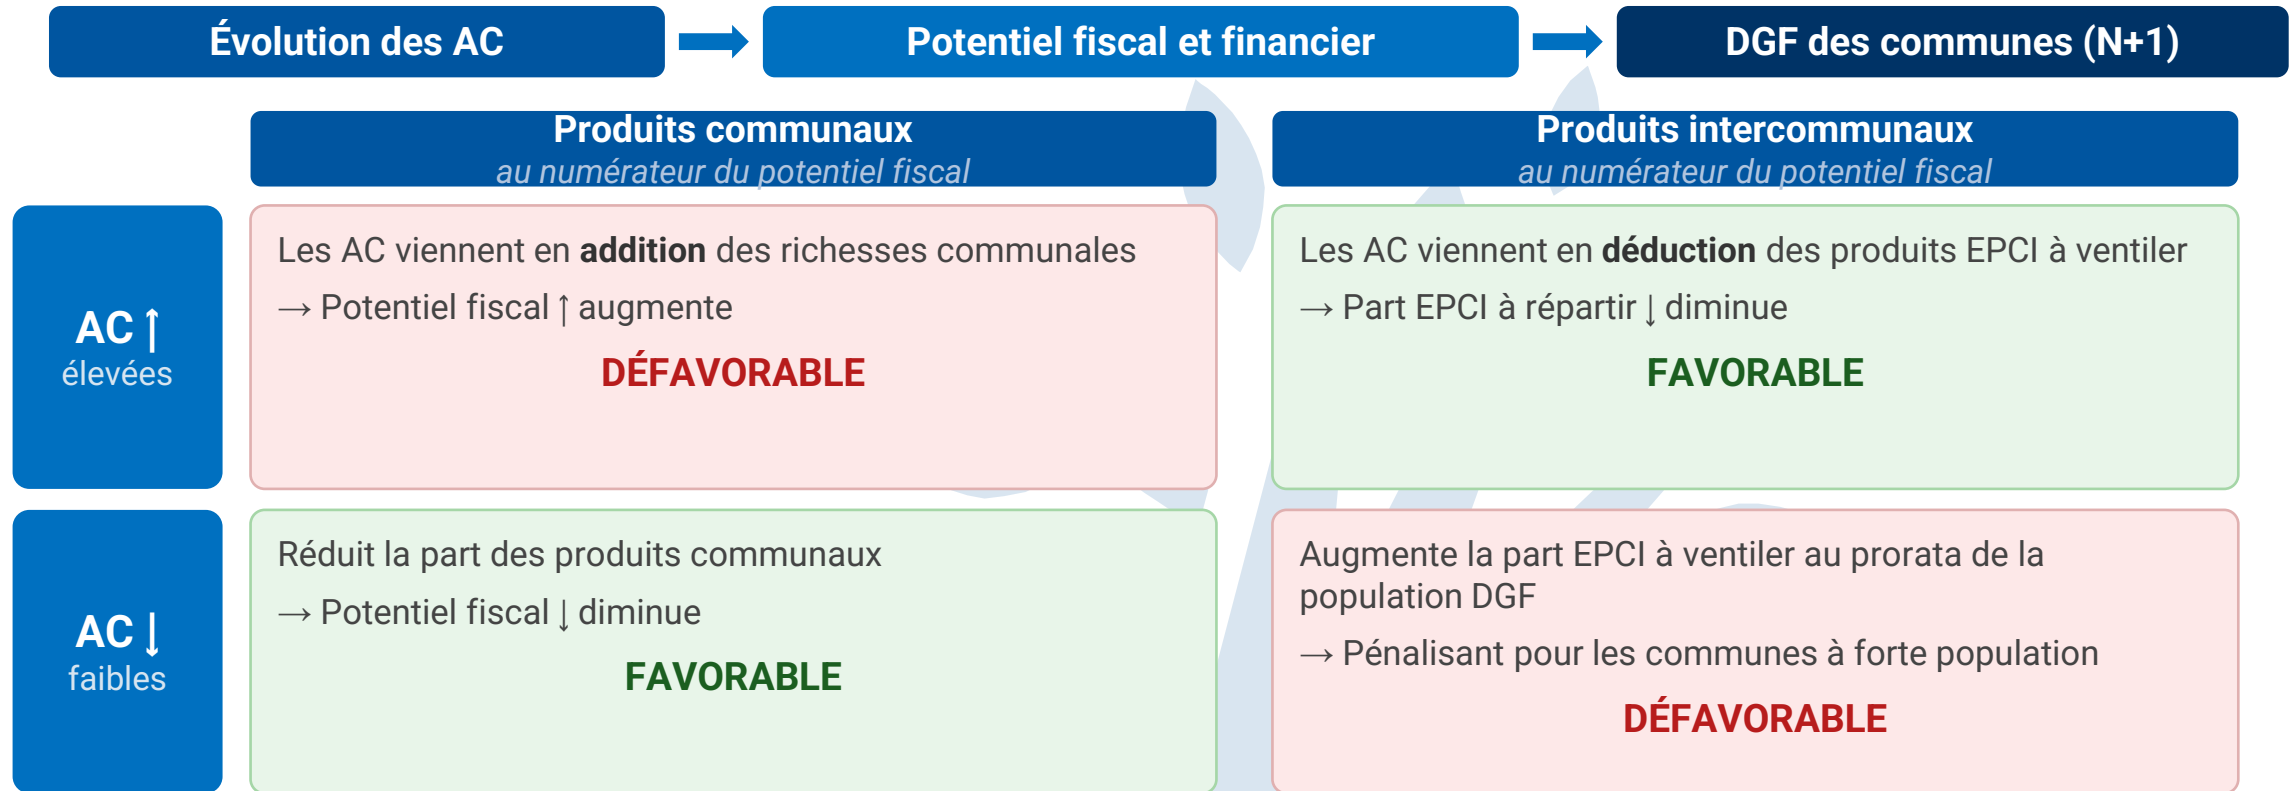 Évolution des AC
Potentiel fiscal et financier
DGF des communes (N+1)
Produits communaux
au numérateur du potentiel fiscal
Produits intercommunaux
au numérateur du potentiel fiscal
AC ↑
élevées
Les AC viennent en addition des richesses communales
→ Potentiel fiscal ↑ augmente
DÉFAVORABLE
Les AC viennent en déduction des produits EPCI à ventiler
→ Part EPCI à répartir ↓ diminue
FAVORABLE
AC ↓
faibles
Réduit la part des produits communaux
→ Potentiel fiscal ↓ diminue
FAVORABLE
Augmente la part EPCI à ventiler au prorata de la
population DGF
→ Pénalisant pour les communes à forte population
DÉFAVORABLE